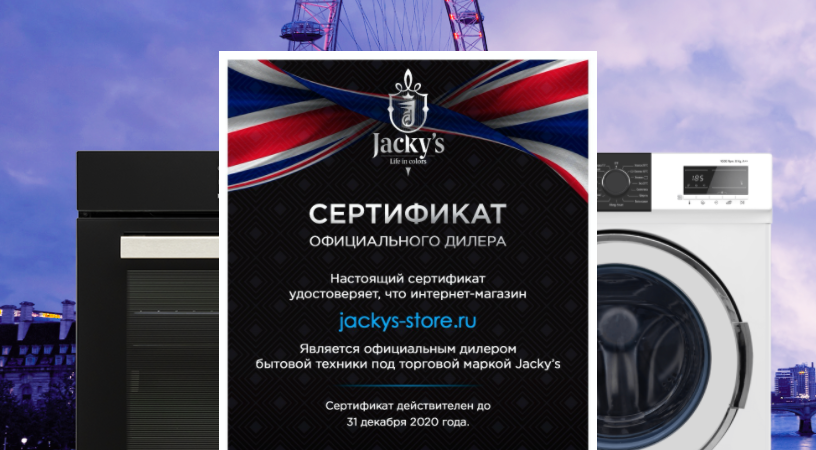 Jacky's
Life in colors
СЕРТИФИКАТ
ОФИЦИАЛЬНОГО ДИЛЕРА
Настоящий сертификат
удостоверяет, что интернет-магазин
jackys-store.ru
Является официальным дилером
бытовой техники под торговой маркой Jacky's
Сертификат действителен до
31 декабря 2020 года.
185